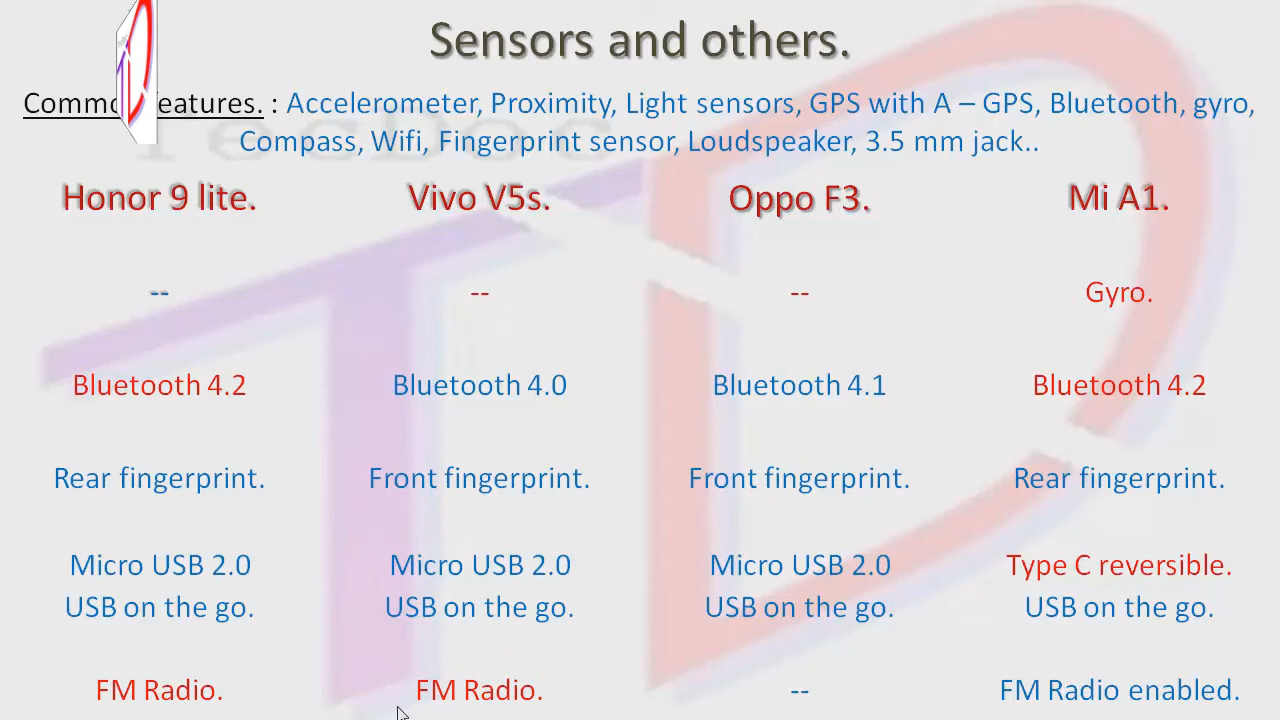 Sensors and others.
Common Features. : Accelerometer, Proximity, Light sensors, GPS with A – GPS, Bluetooth, gyro,
Compass, Wifi, Fingerprint sensor, Loudspeaker, 3.5 mm jack..
Honor 9 lite. Vivo V5s. Oppo F3. Mi A1.
-- -- -- Gyro.
Bluetooth 4.2 Bluetooth 4.0 Bluetooth 4.1 Bluetooth 4.2
Rear fingerprint. Front fingerprint. Front fingerprint. Rear fingerprint.
Micro USB 2.0 Micro USB 2.0 Micro USB 2.0 Type C reversible.
USB on the go. USB on the go. USB on the go. USB on the go.
FM Radio. FM Radio. -- FM Radio enabled.